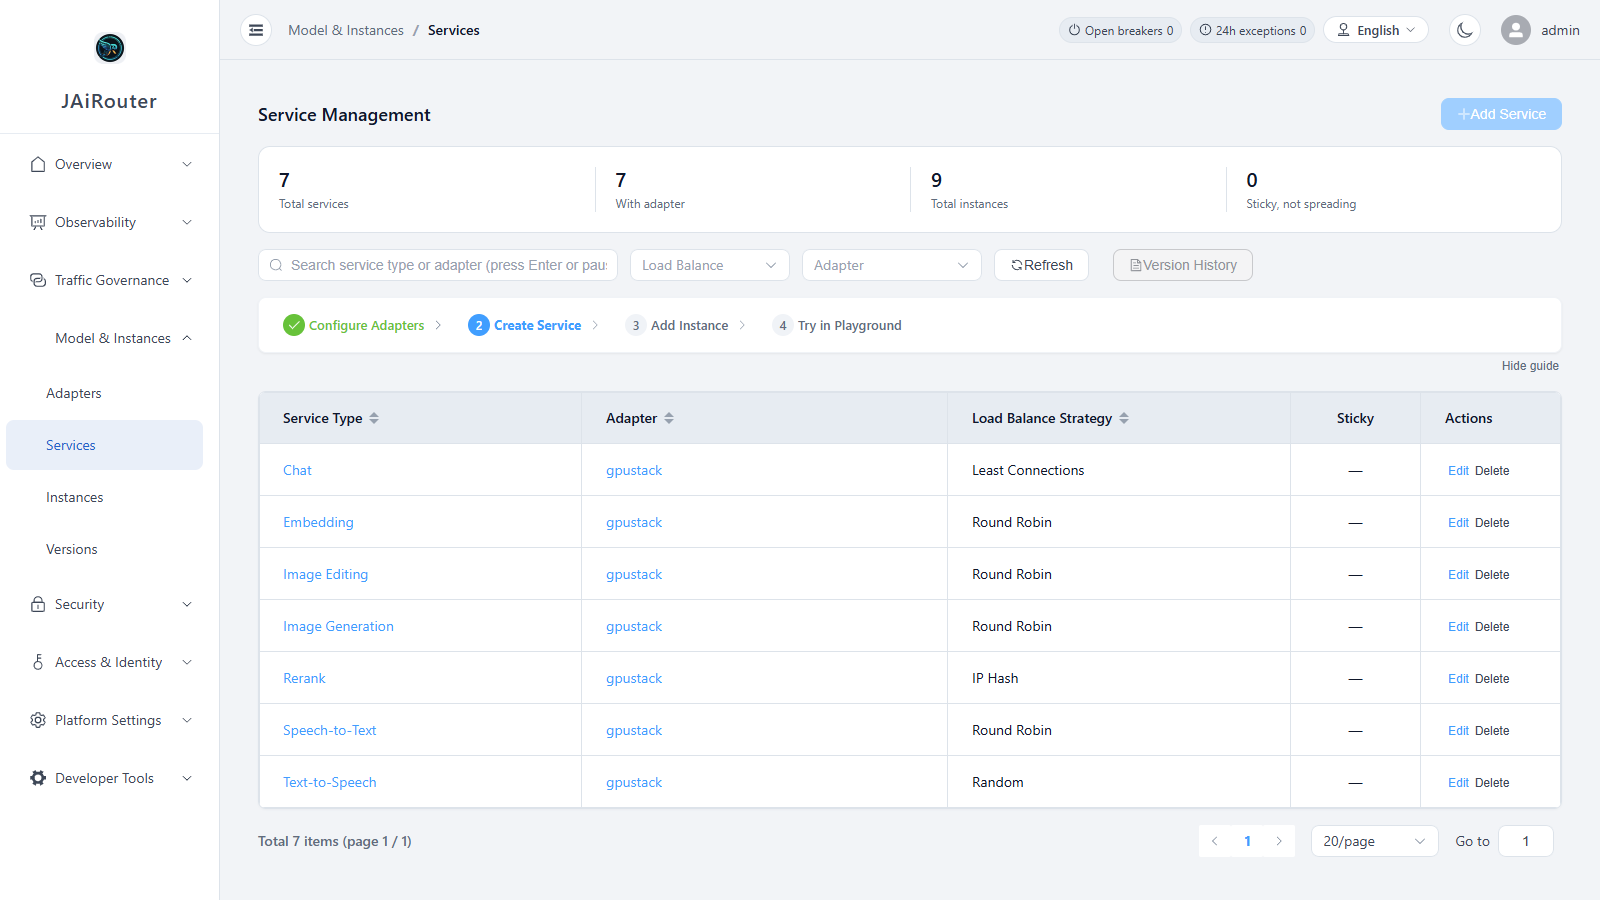 JAiRouter
Overview
Observability
Traffic Governance
Model & Instances
Adapters
Services
Instances
Versions
Security
Access & Identity
Platform Settings
Developer Tools
Model & Instances / Services
Open breakers 0
24h exceptions 0
English
admin
Service Management
+Add Service
7
Total services
7
With adapter
9
Total instances
0
Sticky, not spreading
Search service type or adapter (press Enter or pau
Load Balance
Adapter
Refresh
Version History
Configure Adapters
2 Create Service
3 Add Instance
4 Try in Playground
Hide guide
Service Type Adapter Load Balance Strategy Sticky Actions
Chat gpustack Least Connections — Edit Delete
Embedding gpustack Round Robin — Edit Delete
Image Editing gpustack Round Robin — Edit Delete
Image Generation gpustack Round Robin — Edit Delete
Rerank gpustack IP Hash — Edit Delete
Speech-to-Text gpustack Round Robin — Edit Delete
Text-to-Speech gpustack Random — Edit Delete
Total 7 items (page 1 / 1)
1
20/page
Go to 1